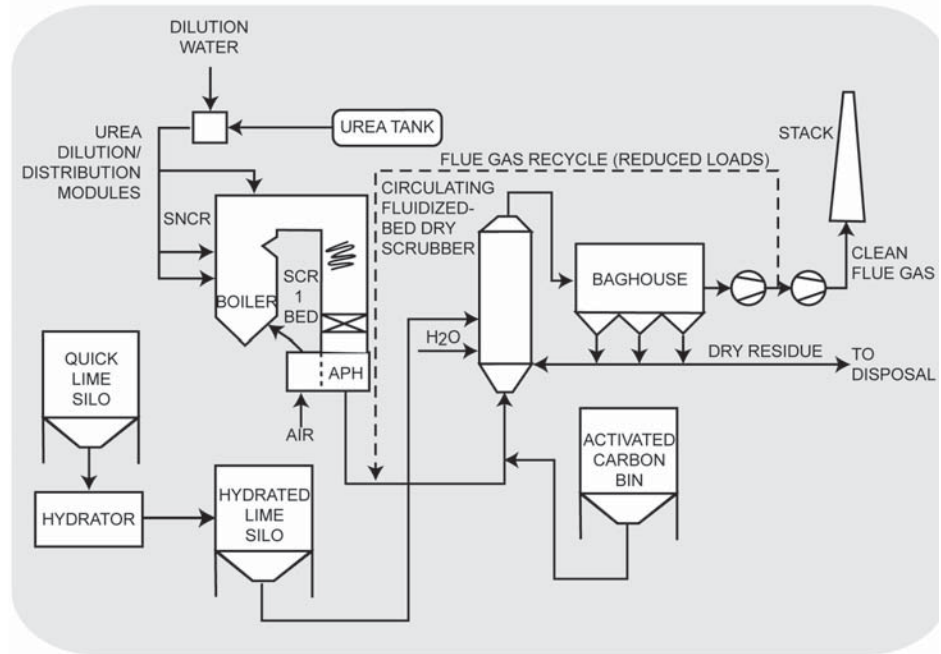 DILUTION
WATER
UREA TANK
UREA
DILUTION/
DISTRIBUTION
MODULES
STACK
FLUE GAS RECYCLE (REDUCED LOADS)
CIRCULATING
FLUIDIZED-
BED DRY
SCRUBBER
SNCR
CLEAN
FLUE GAS
SCR
1
BED
BOILER
BAGHOUSE
H2O
DRY RESIDUE
TO
DISPOSAL
QUICK
LIME
SILO
APH
AIR
ACTIVATED
CARBON
BIN
HYDRATED
LIME
SILO
HYDRATOR